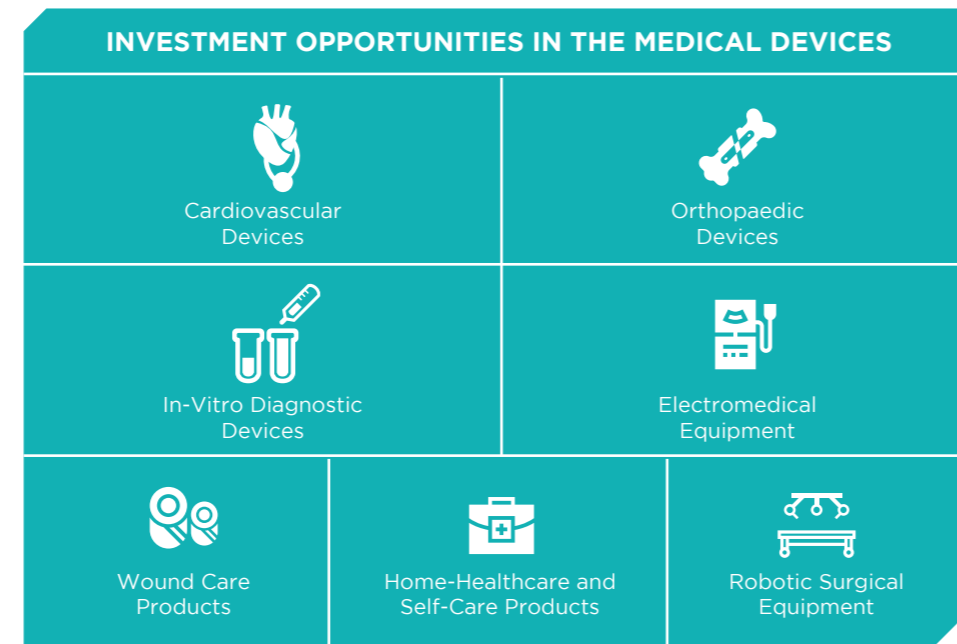 INVESTMENT OPPORTUNITIES IN THE MEDICAL DEVICES
Cardiovascular
Devices
Orthopaedic
Devices
In-Vitro Diagnostic
Devices
Electromedical
Equipment
Wound Care
Products
Home-Healthcare and
Self-Care Products
Robotic Surgical
Equipment